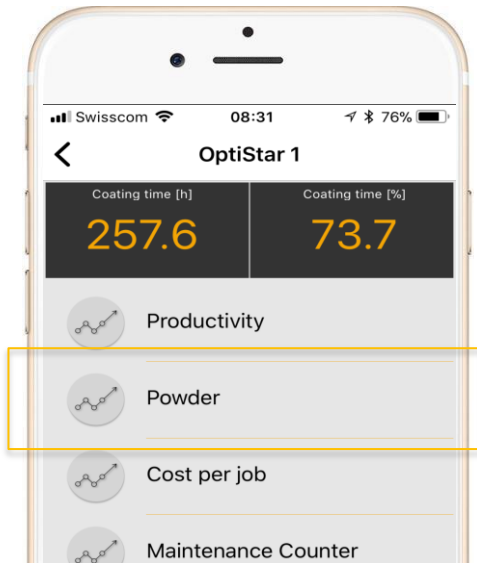 Swisscom 08:31 76%
OptiStar 1
Coating time [h] Coating time [%]
257.6 73.7
Productivity
Powder
Cost per job
Maintenance Counter